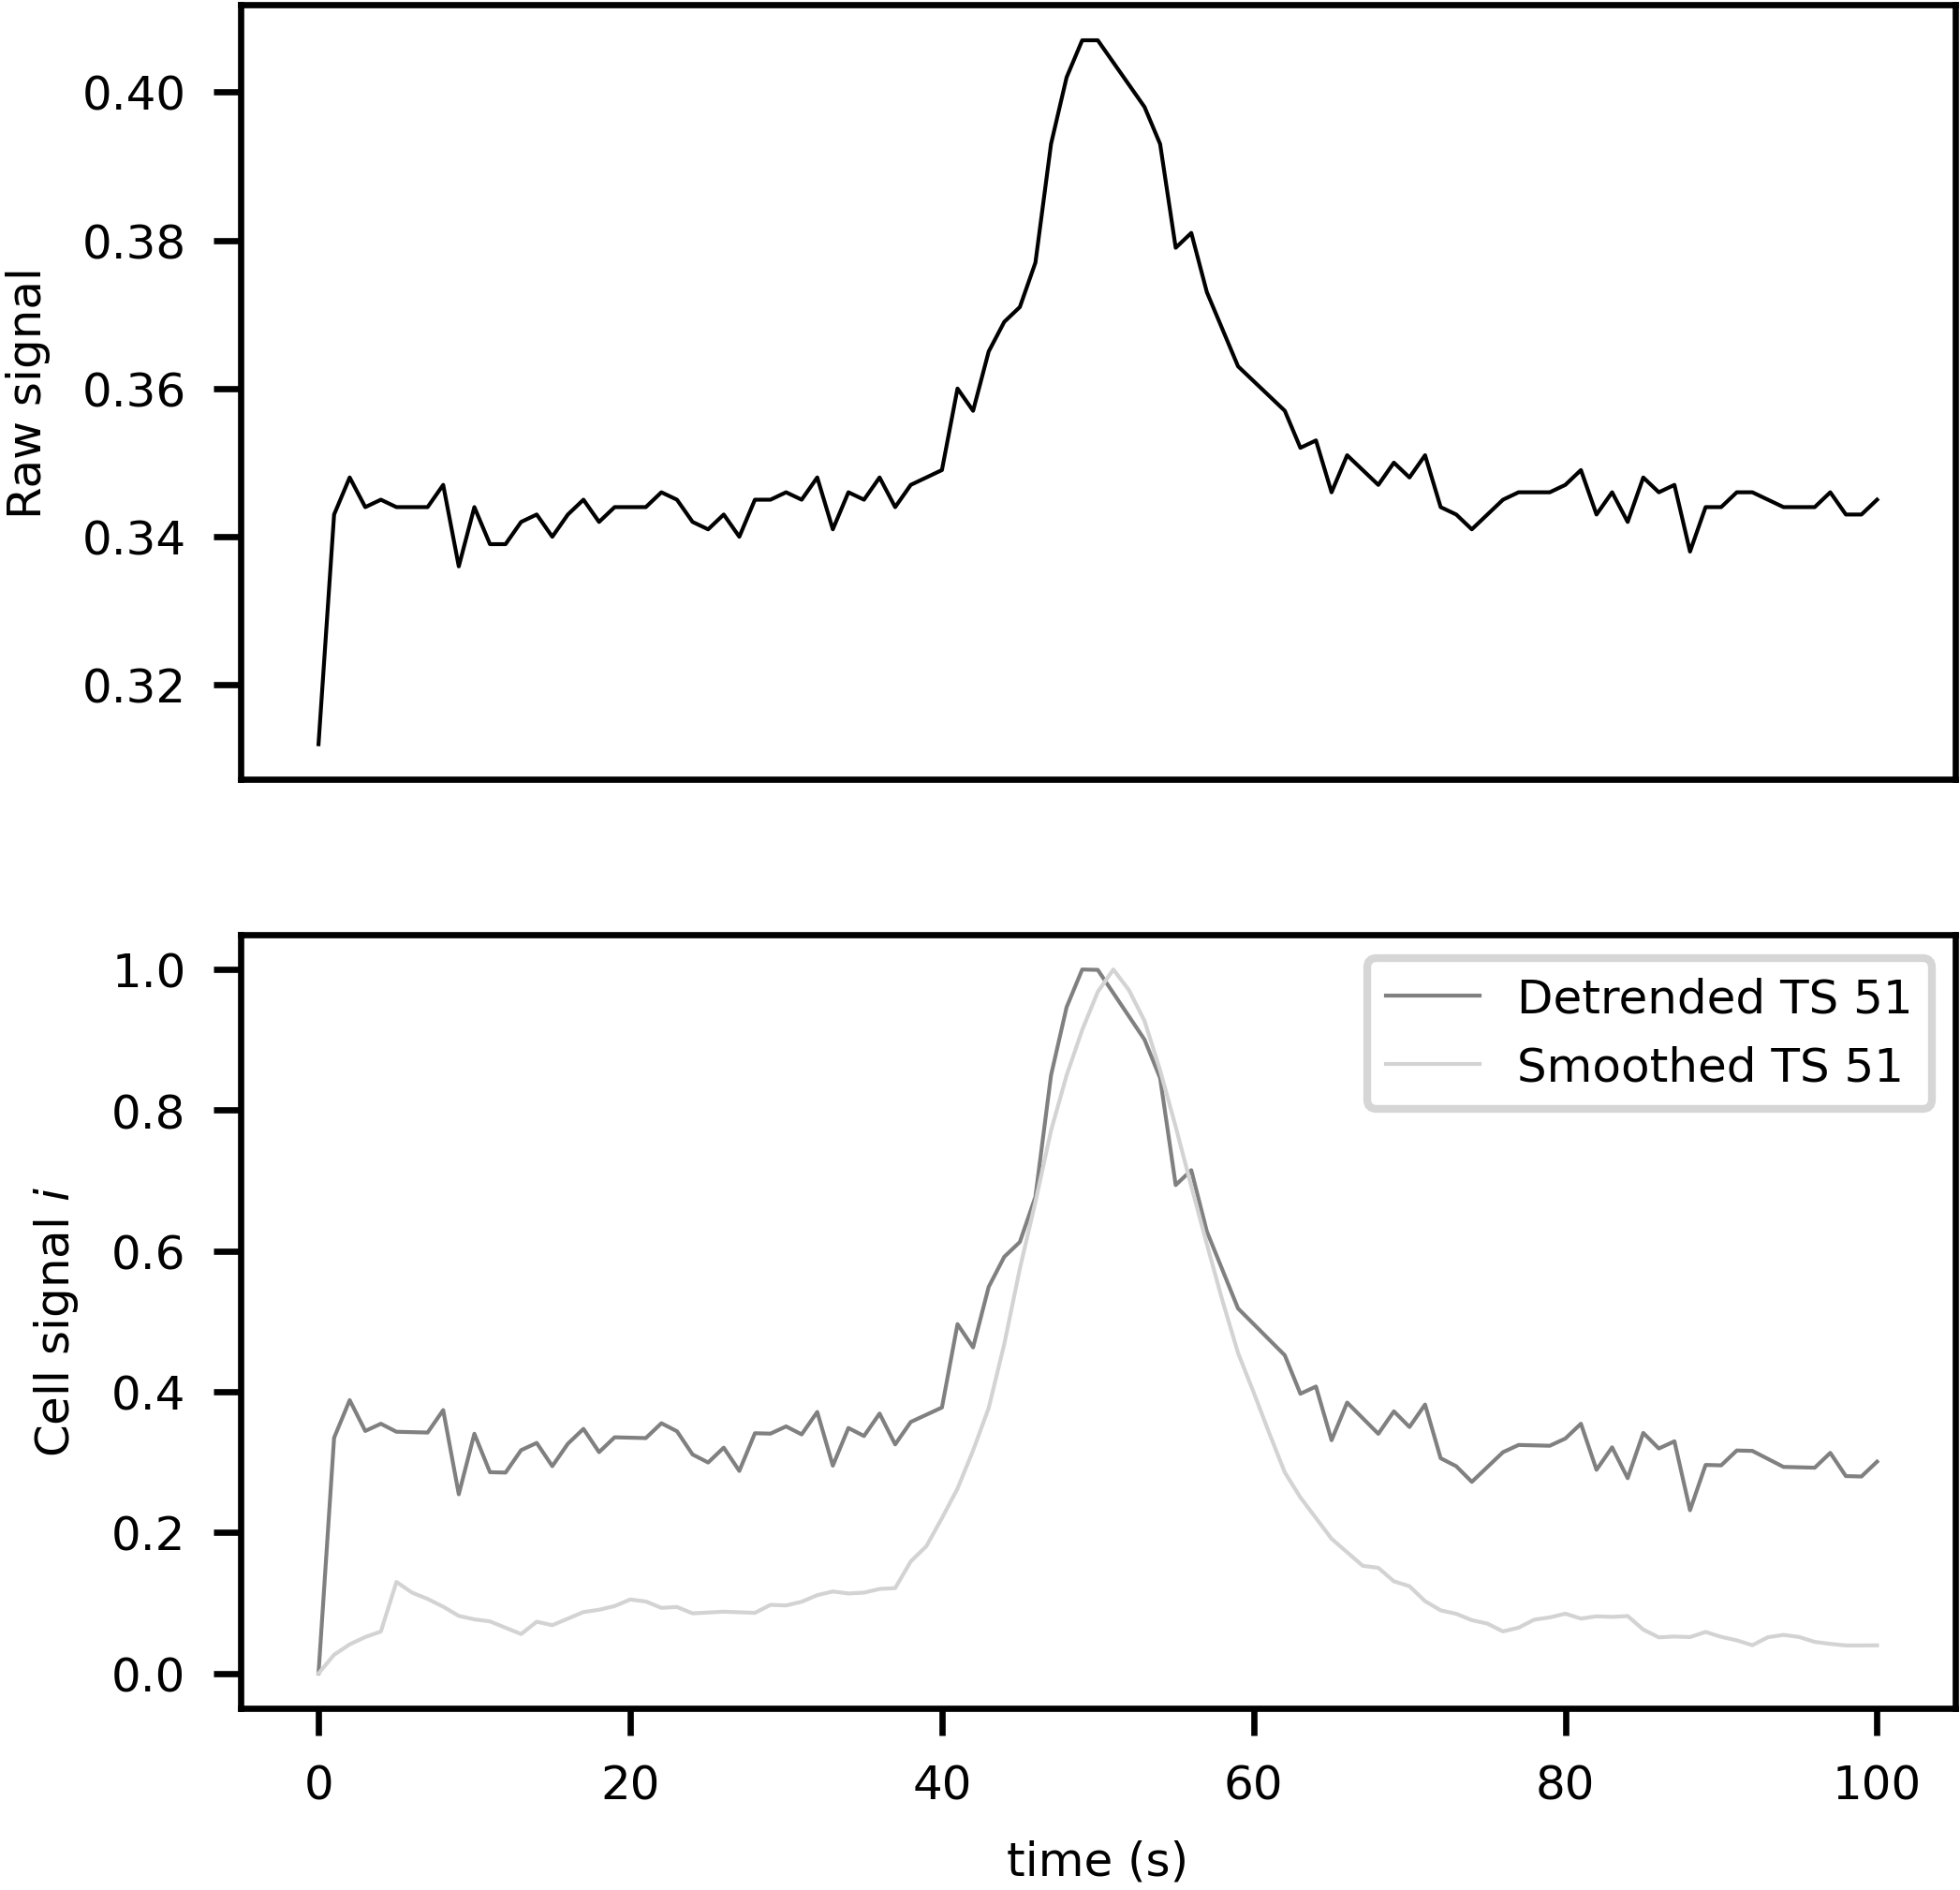 Raw signal
0.40
0.38
0.36
0.34
0.32
Cell signal i
1.0
0.8
0.6
0.4
0.2
0.0
Detrended TS 51
Smoothed TS 51
0 20 40 60 80 100
time (s)